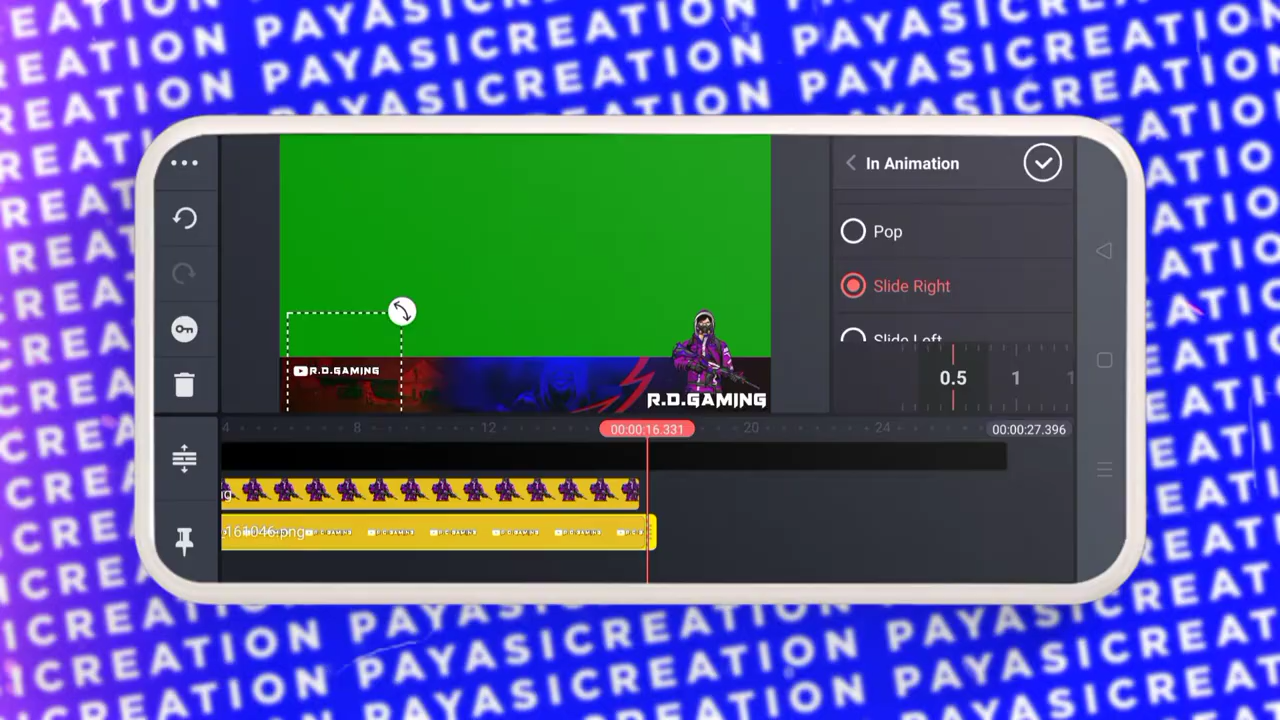 PAYASICREATION
In Animation
Pop
Slide Right
Slide Left
0.5
1
R.D.GAMING
R.D.GAMING
4
8
12
00:00:16.331
20
24
00:00:27.396
161046.png